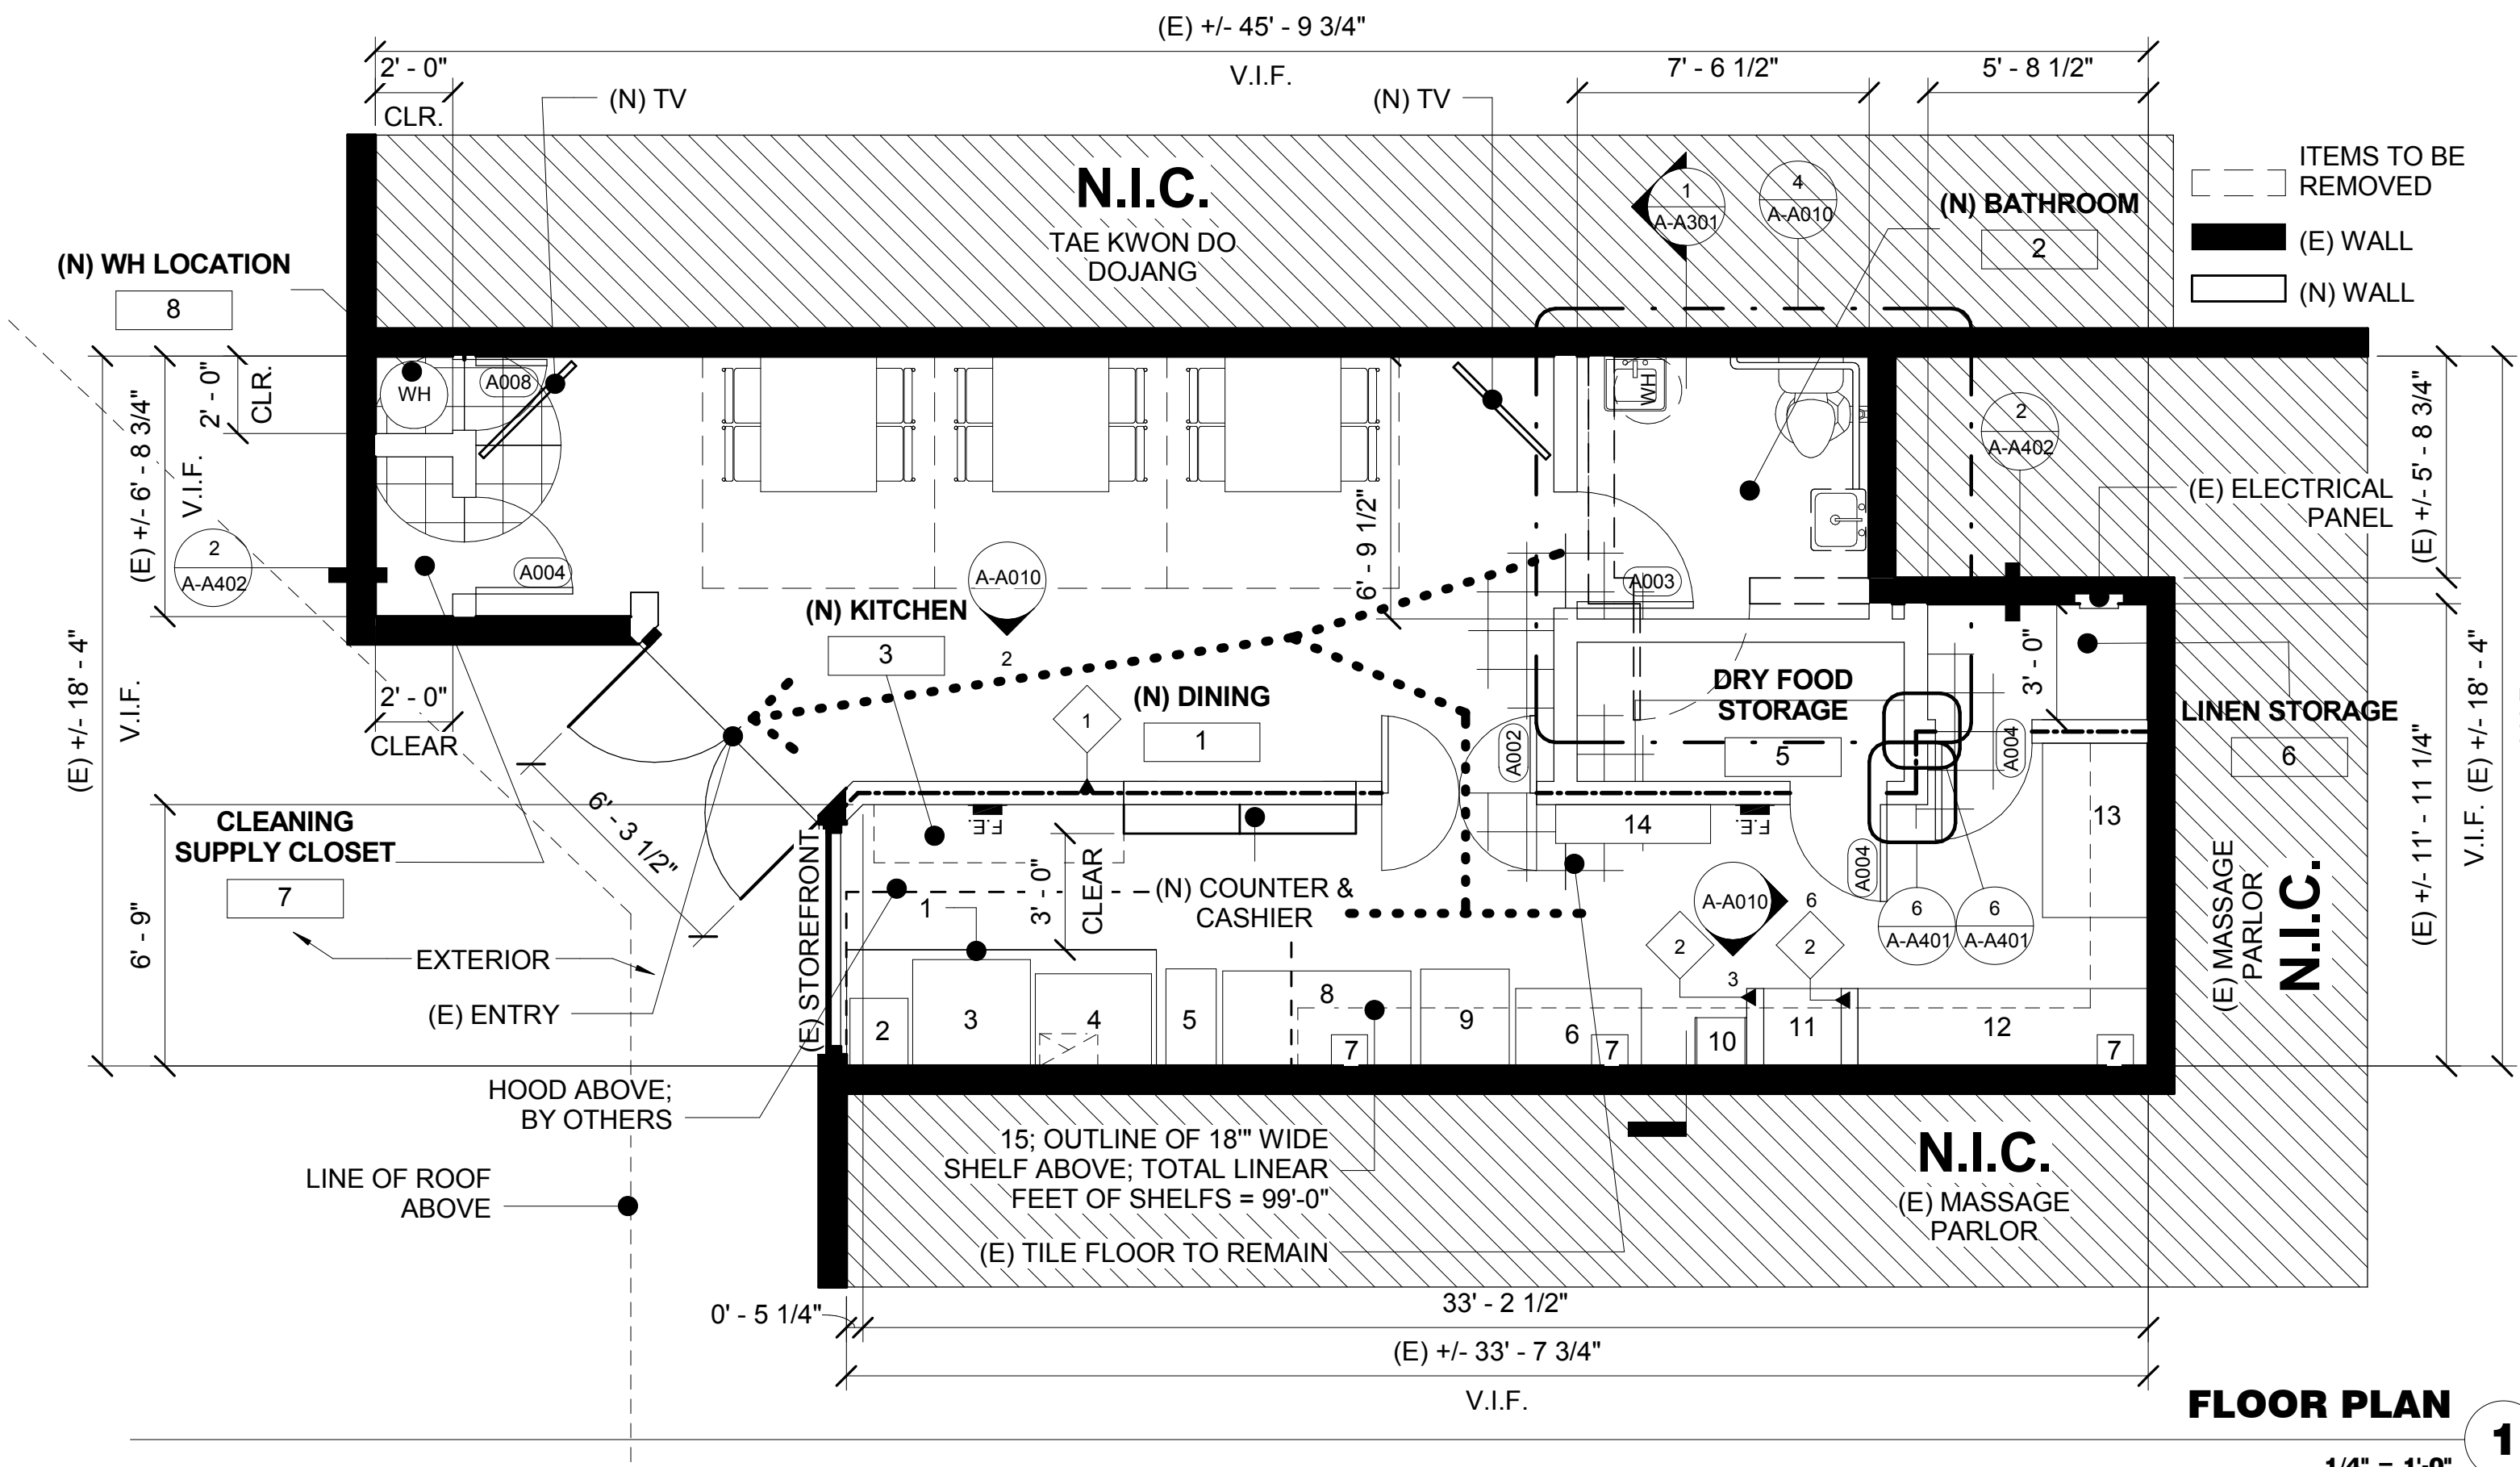 (E) +/- 45' - 9 3/4"
V.I.F.
2' - 0"
CLR.
7' - 6 1/2"
5' - 8 1/2"
(N) TV
(N) TV
N.I.C.
TAE KWON DO
DOJANG
1
A-A301
4
A-A010
(N) BATHROOM
2
ITEMS TO BE
REMOVED
(E) WALL
(N) WALL
(N) WH LOCATION
8
2' - 0"
CLR.
(E) +/- 6' - 8 3/4"
V.I.F.
(E) +/- 18' - 4"
V.I.F.
6' - 9"
WH
A008
WH
2
A-A402
(E) ELECTRICAL
PANEL
(E) +/- 5' - 8 3/4"
2
A-A402
A004
A-A010
2
6' - 9 1/2"
A003
(N) KITCHEN
3
(N) DINING
1
1
DRY FOOD
STORAGE
5
3' - 0"
LINEN STORAGE
6
2' - 0"
CLEAR
A002
A004
A004
6' - 3 1/2"
CLEANING
SUPPLY CLOSET
7
EXTERIOR
(E) ENTRY
(E) STOREFRONT
F.E.
F.E.
14
13
3' - 0"
CLEAR
(N) COUNTER &
CASHIER
1
A-A010
6
3
2
2
6
A-A401
6
A-A401
2
3
4
5
8
9
6
10
11
12
7
7
7
(E) MASSAGE
PARLOR
N.I.C.
(E) +/- 11' - 11 1/4"
V.I.F.
(E) +/- 18' - 4"
HOOD ABOVE;
BY OTHERS
LINE OF ROOF
ABOVE
15; OUTLINE OF 18'" WIDE
SHELF ABOVE; TOTAL LINEAR
FEET OF SHELFS = 99'-0"
(E) TILE FLOOR TO REMAIN
N.I.C.
(E) MASSAGE
PARLOR
0' - 5 1/4"
33' - 2 1/2"
(E) +/- 33' - 7 3/4"
V.I.F.
FLOOR PLAN
1
1/4" = 1'-0"